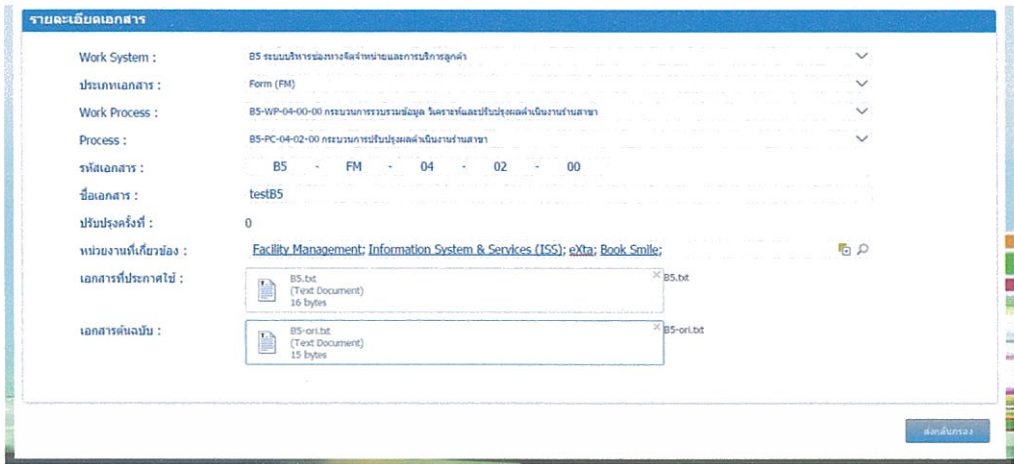 รายละเอียดเอกสาร
Work System : B5 ระบบบริหารช่องทางจัดจำหน่ายและการบริการลูกค้า
ประเภทเอกสาร : Form (FM)
Work Process : B5-WP-04-00-00 กระบวนการรวบรวมข้อมูล วิเคราะห์และปรับปรุงผลดำเนินงานร้านสาขา
Process : B5-PC-04-02-00 กระบวนการปรับปรุงผลดำเนินงานร้านสาขา
รหัสเอกสาร : B5 - FM - 04 - 02 - 00
ชื่อเอกสาร : testB5
ปรับปรุงครั้งที่ : 0
หน่วยงานที่เกี่ยวข้อง : Facility Management; Information System & Services (ISS); eXta; Book Smile;
เอกสารที่ประกาศใช้ : B5.txt B5.txt
(Text Document)
16 bytes
เอกสารต้นฉบับ : B5-ori.txt B5-ori.txt
(Text Document)
15 bytes
ส่งกลั่นกรอง